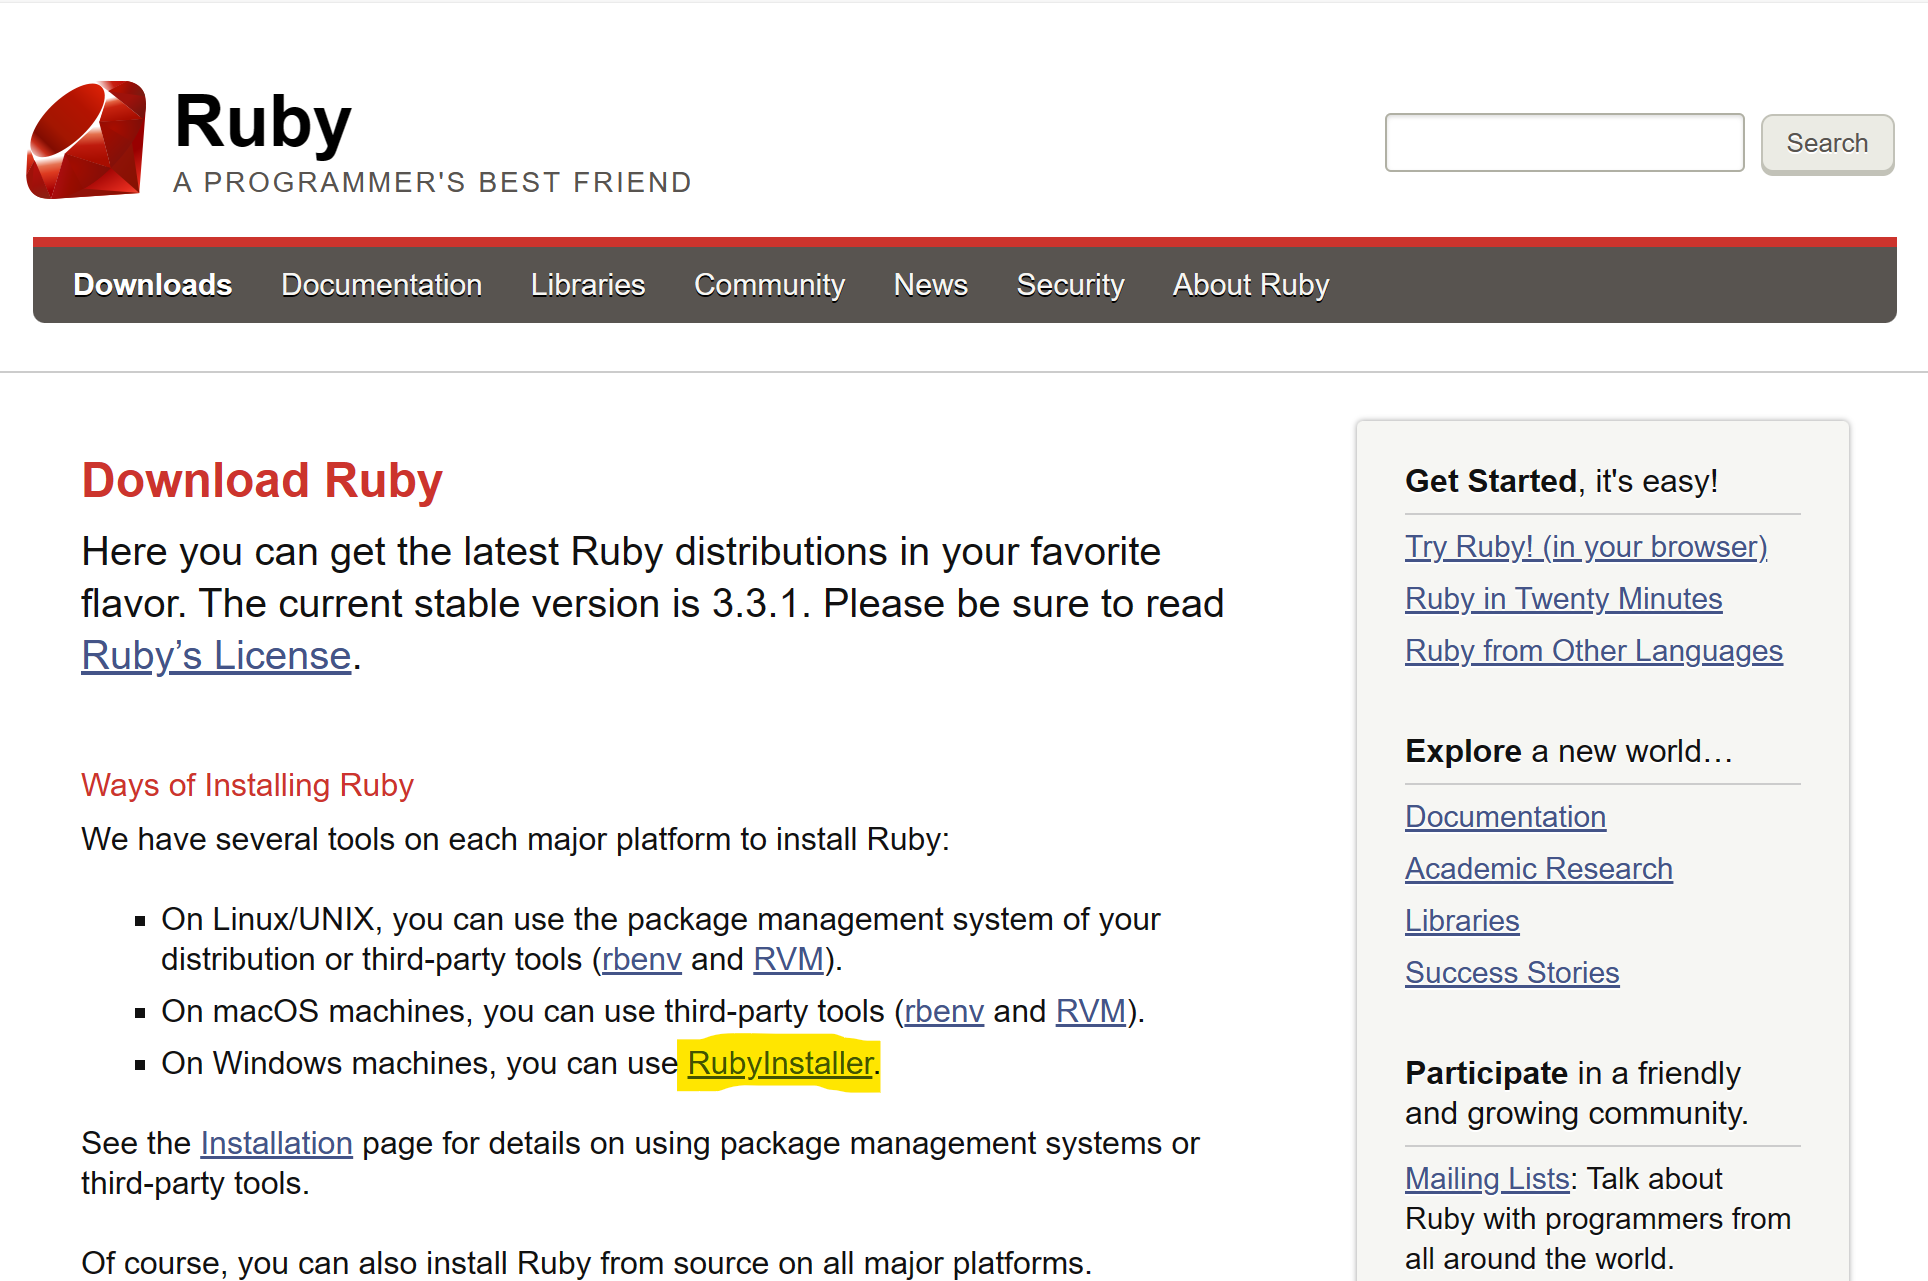 Ruby
A PROGRAMMER'S BEST FRIEND
Search
Downloads Documentation Libraries Community News Security About Ruby
Download Ruby
Here you can get the latest Ruby distributions in your favorite
flavor. The current stable version is 3.3.1. Please be sure to read
Ruby’s License.
Ways of Installing Ruby
We have several tools on each major platform to install Ruby:
▪ On Linux/UNIX, you can use the package management system of your
distribution or third-party tools (rbenv and RVM).
▪ On macOS machines, you can use third-party tools (rbenv and RVM).
▪ On Windows machines, you can use RubyInstaller.
See the Installation page for details on using package management systems or
third-party tools.
Of course, you can also install Ruby from source on all major platforms.
Get Started, it's easy!
Try Ruby! (in your browser)
Ruby in Twenty Minutes
Ruby from Other Languages
Explore a new world…
Documentation
Academic Research
Libraries
Success Stories
Participate in a friendly
and growing community.
Mailing Lists: Talk about
Ruby with programmers from
all around the world.